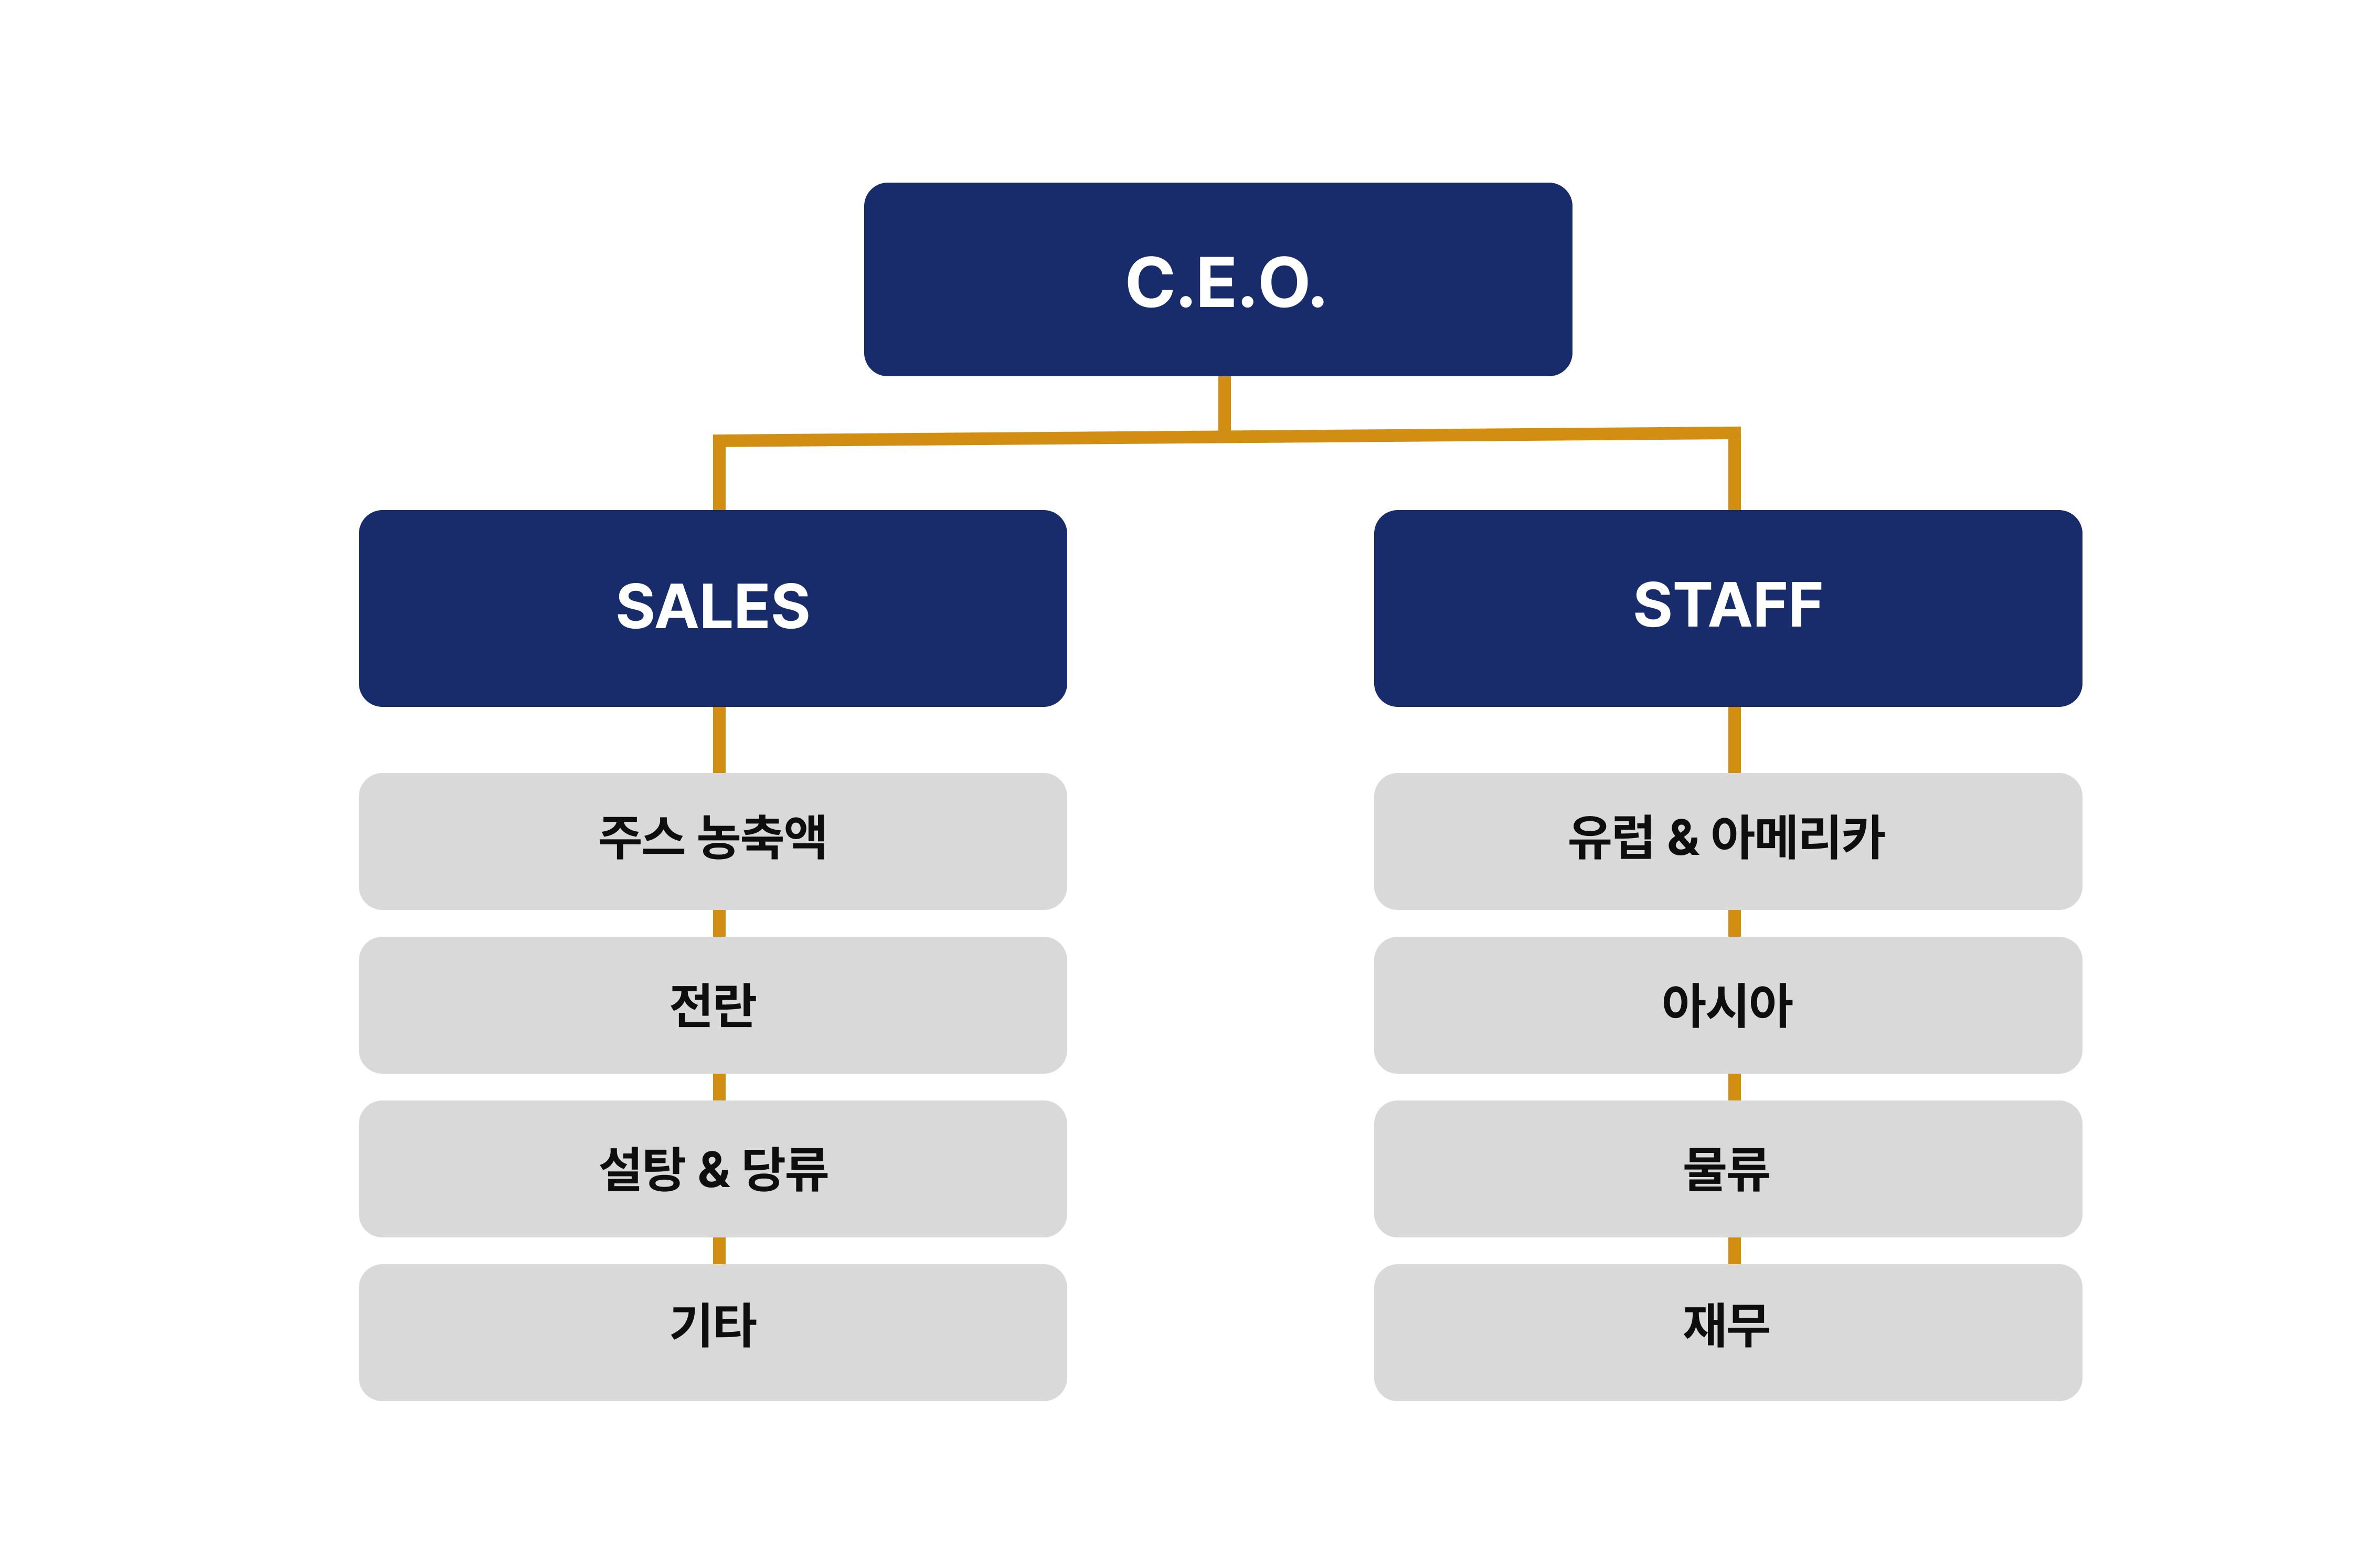 C.E.O.
SALES
STAFF
주스 농축액
유럽 & 아메리카
전란
아시아
설탕 & 당류
물류
기타
재무